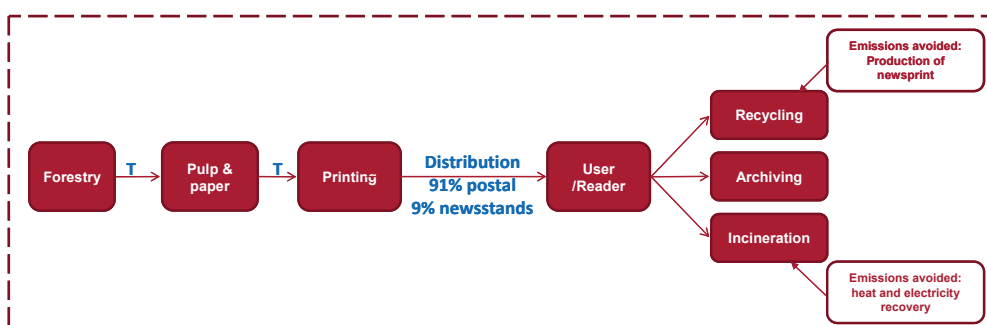 Emissions avoided:
Production of
newsprint
Recycling
Forestry
T
Pulp &
paper
T
Printing
Distribution
91% postal
9% newsstands
User
/Reader
Archiving
Incineration
Emissions avoided:
heat and electricity
recovery